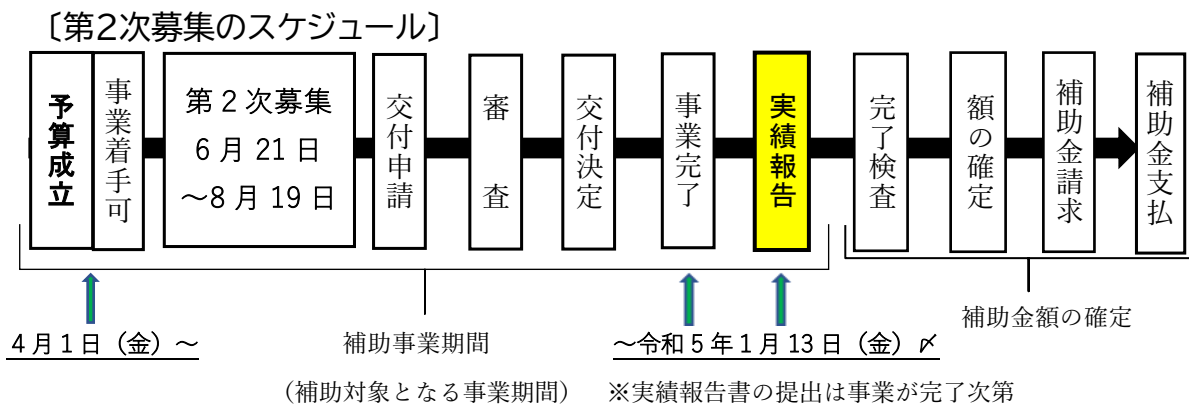 〔第2次募集のスケジュール〕
予算成立
事業着手可
第2次募集
6月21日
～8月19日
交付申請
審査
交付決定
事業完了
実績報告
完了検査
額の確定
補助金請求
補助金支払
4月1日（金）～
補助事業期間
（補助対象となる事業期間）
～令和5年1月13日（金）〆
※実績報告書の提出は事業が完了次第
補助金額の確定